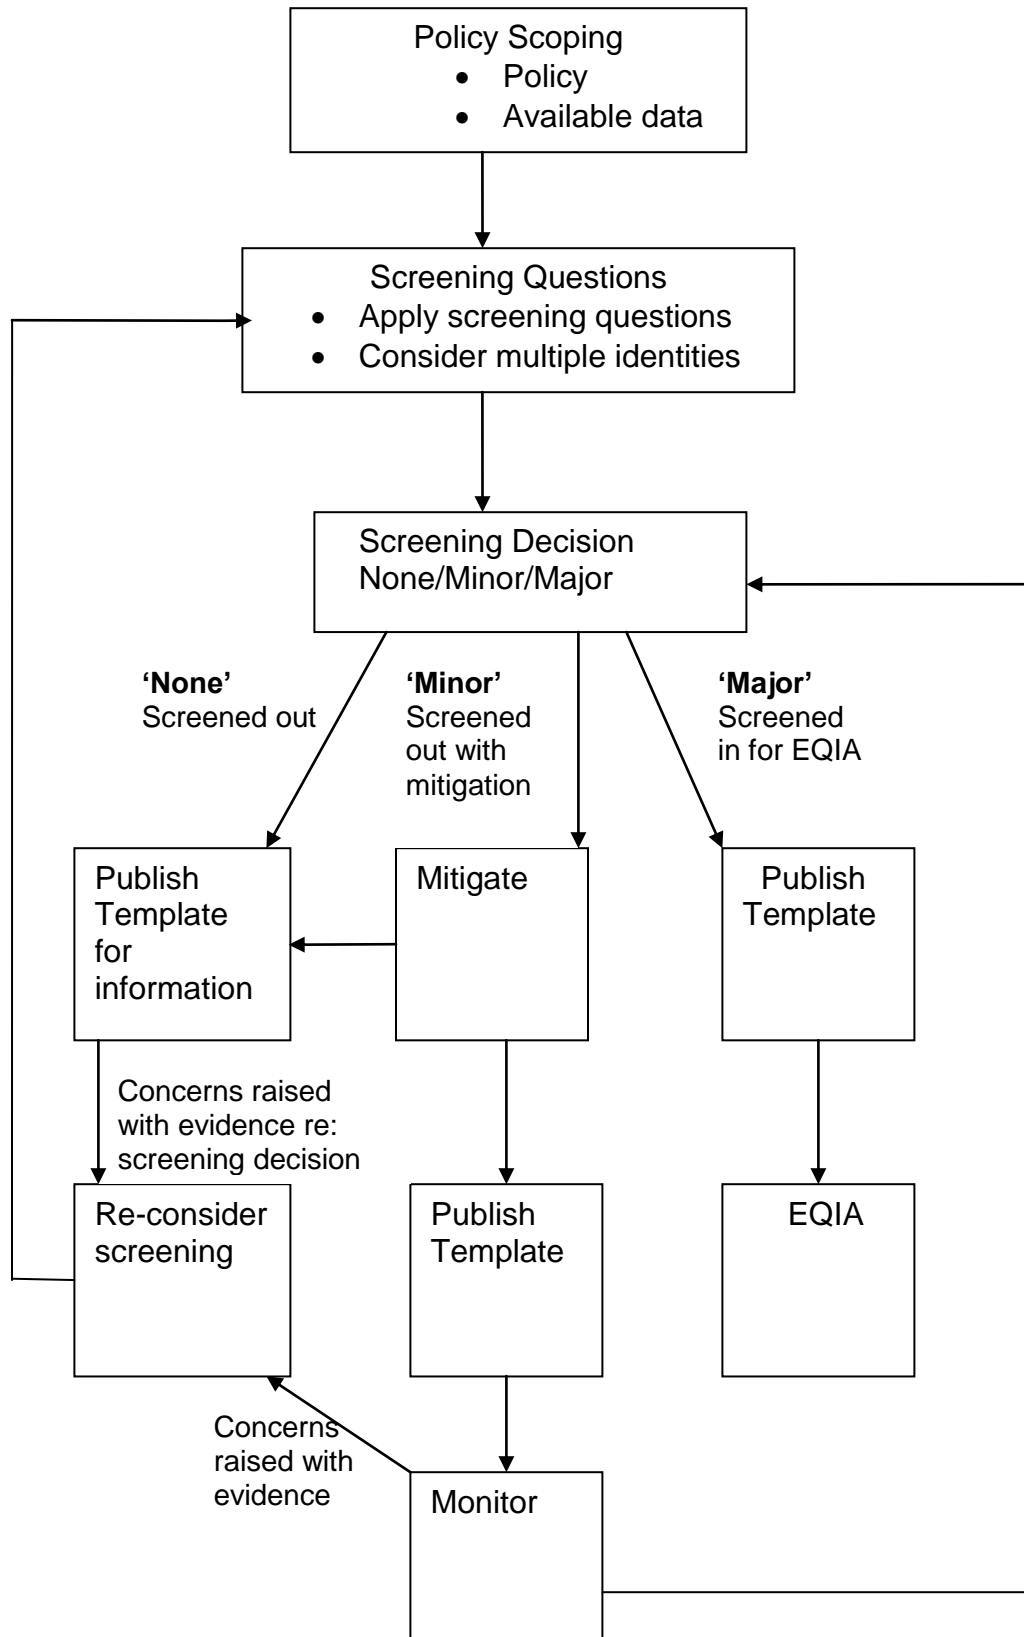 Policy Scoping
• Policy
• Available data
Screening Questions
• Apply screening questions
• Consider multiple identities
Screening Decision
None/Minor/Major
‘None’
Screened out
‘Minor’
Screened
out with
mitigation
‘Major’
Screened
in for EQIA
Publish
Template
for
information
Mitigate
Publish
Template
Concerns raised
with evidence re:
screening decision
Re-consider
screening
Publish
Template
EQIA
Concerns
raised with
evidence
Monitor